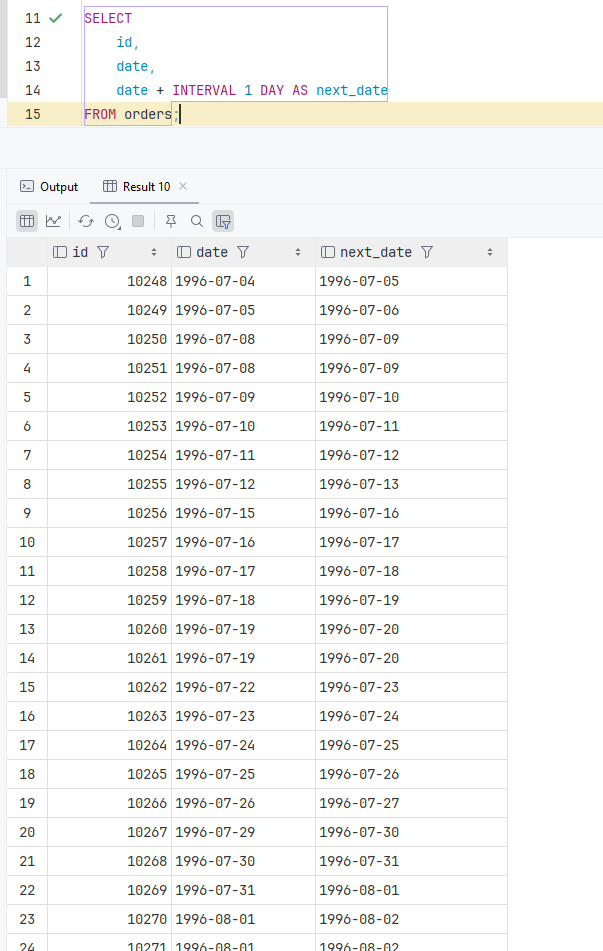 11 SELECT
12 id,
13 date,
14 date + INTERVAL 1 DAY AS next_date
15 FROM orders;
Output Result 10
id date next_date
1 10248 1996-07-04 1996-07-05
2 10249 1996-07-05 1996-07-06
3 10250 1996-07-08 1996-07-09
4 10251 1996-07-08 1996-07-09
5 10252 1996-07-09 1996-07-10
6 10253 1996-07-10 1996-07-11
7 10254 1996-07-11 1996-07-12
8 10255 1996-07-12 1996-07-13
9 10256 1996-07-15 1996-07-16
10 10257 1996-07-16 1996-07-17
11 10258 1996-07-17 1996-07-18
12 10259 1996-07-18 1996-07-19
13 10260 1996-07-19 1996-07-20
14 10261 1996-07-19 1996-07-20
15 10262 1996-07-22 1996-07-23
16 10263 1996-07-23 1996-07-24
17 10264 1996-07-24 1996-07-25
18 10265 1996-07-25 1996-07-26
19 10266 1996-07-26 1996-07-27
20 10267 1996-07-29 1996-07-30
21 10268 1996-07-30 1996-07-31
22 10269 1996-07-31 1996-08-01
23 10270 1996-08-01 1996-08-02
24 10271 1996-08-01 1996-08-02